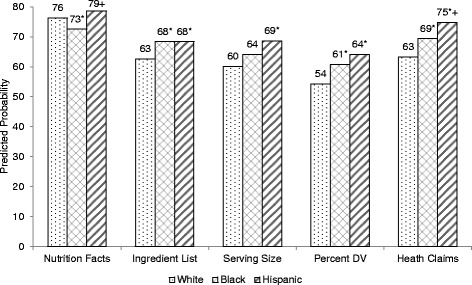 Predicted Probability
80
70
60
50
40
30
20
10
0
76 73* 79+
63 68* 68*
60 64 69*
54 61* 64*
63 69* 75*+
Nutrition Facts Ingredient List Serving Size Percent DV Heath Claims
White Black Hispanic